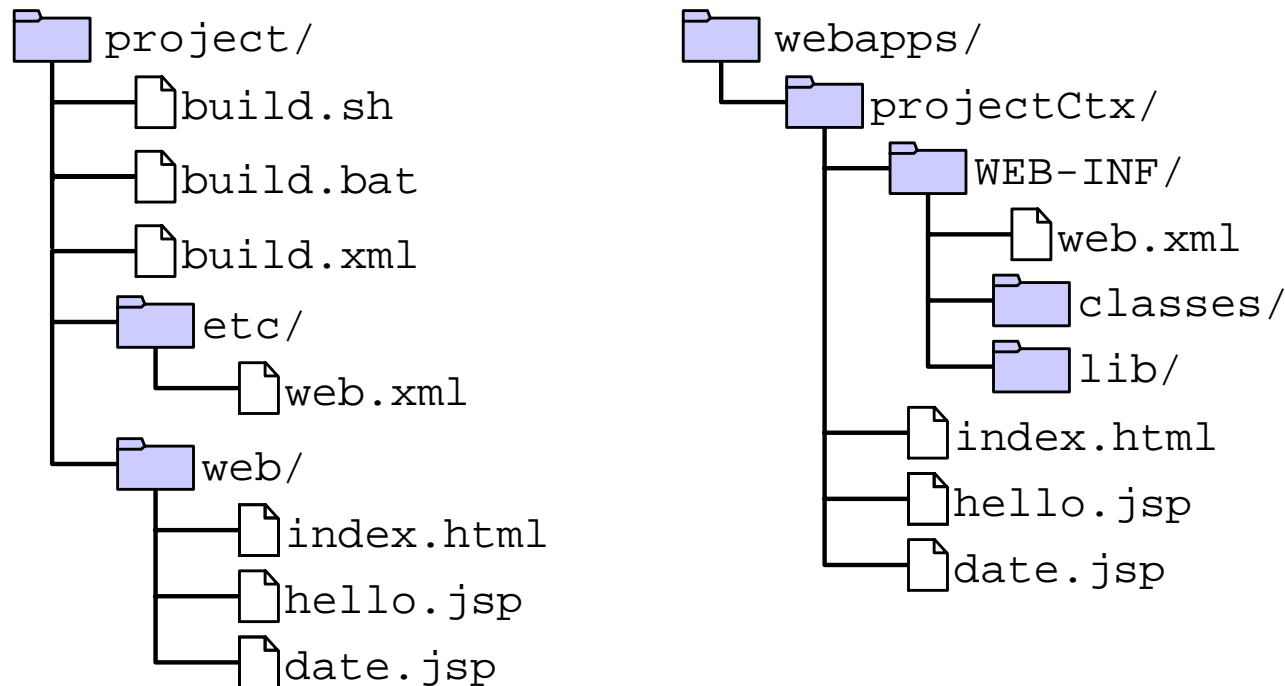 project/
build.sh
build.bat
build.xml
etc/
web.xml
web/
index.html
hello.jsp
date.jsp
webapps/
projectCtx/
WEB-INF/
web.xml
classes/
lib/
index.html
hello.jsp
date.jsp